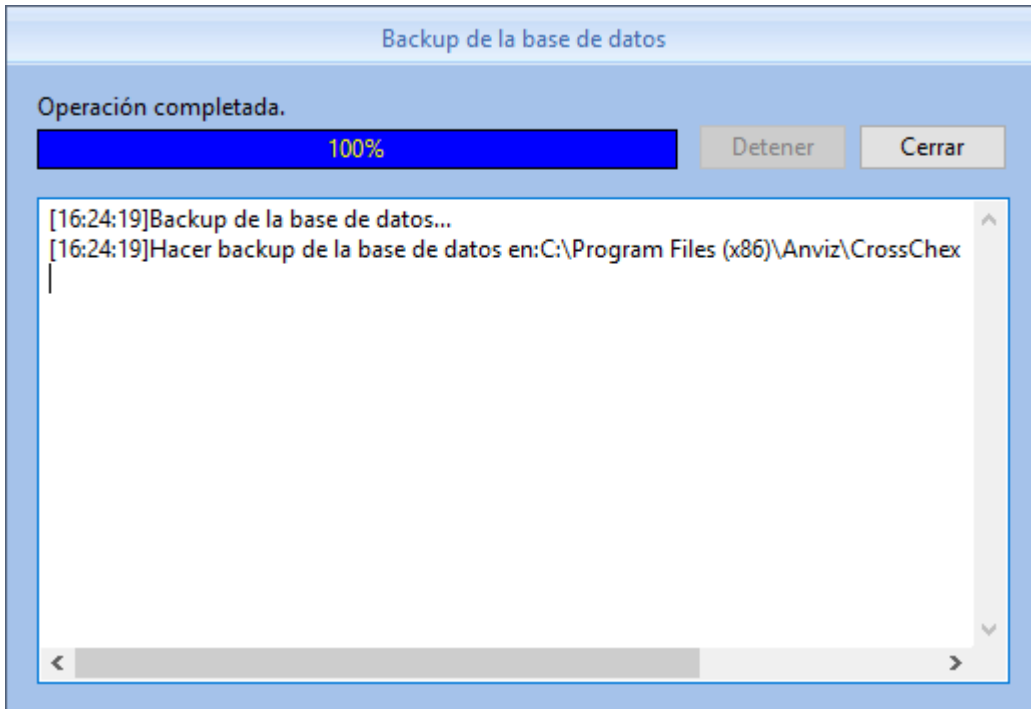 Backup de la base de datos
Operación completada.
100%
Detener
Cerrar
[16:24:19]Backup de la base de datos...
[16:24:19]Hacer backup de la base de datos en:C:\Program Files (x86)\Anviz\CrossChex